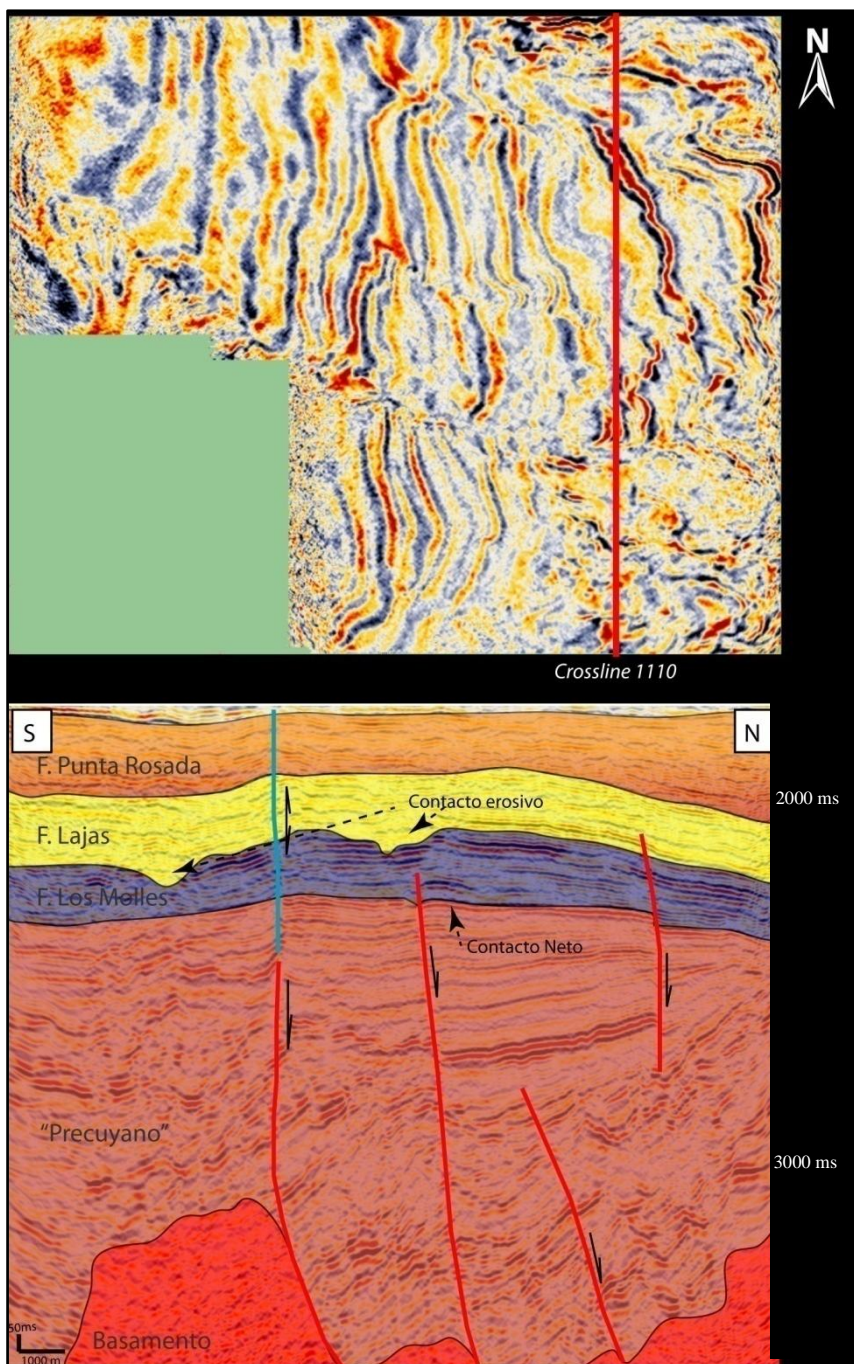 N
Crossline 1110
S
N
F. Punta Rosada
2000 ms
Contacto erosivo
F. Lajas
F. Los Molles
Contacto Neto
"Precuyano"
3000 ms
50ms
1000 m
Basamento